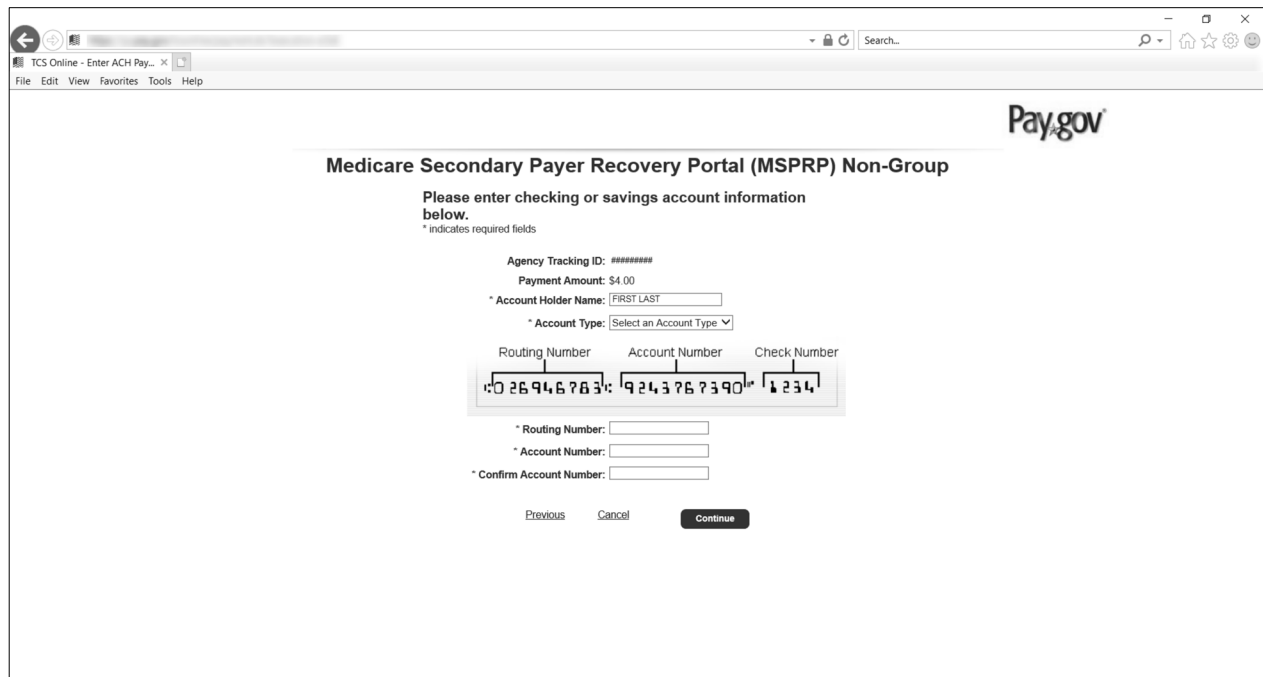 Search...
TCS Online - Enter ACH Pay...
File Edit View Favorites Tools Help
Pay.gov
Medicare Secondary Payer Recovery Portal (MSPRP) Non-Group
Please enter checking or savings account information
below.
* indicates required fields
Agency Tracking ID: #########
Payment Amount: $4.00
* Account Holder Name: FIRST LAST
* Account Type: Select an Account Type
Routing Number Account Number Check Number
⑆026946783⑆ 9243767390⑈ 1234
* Routing Number:
* Account Number:
* Confirm Account Number:
Previous Cancel Continue